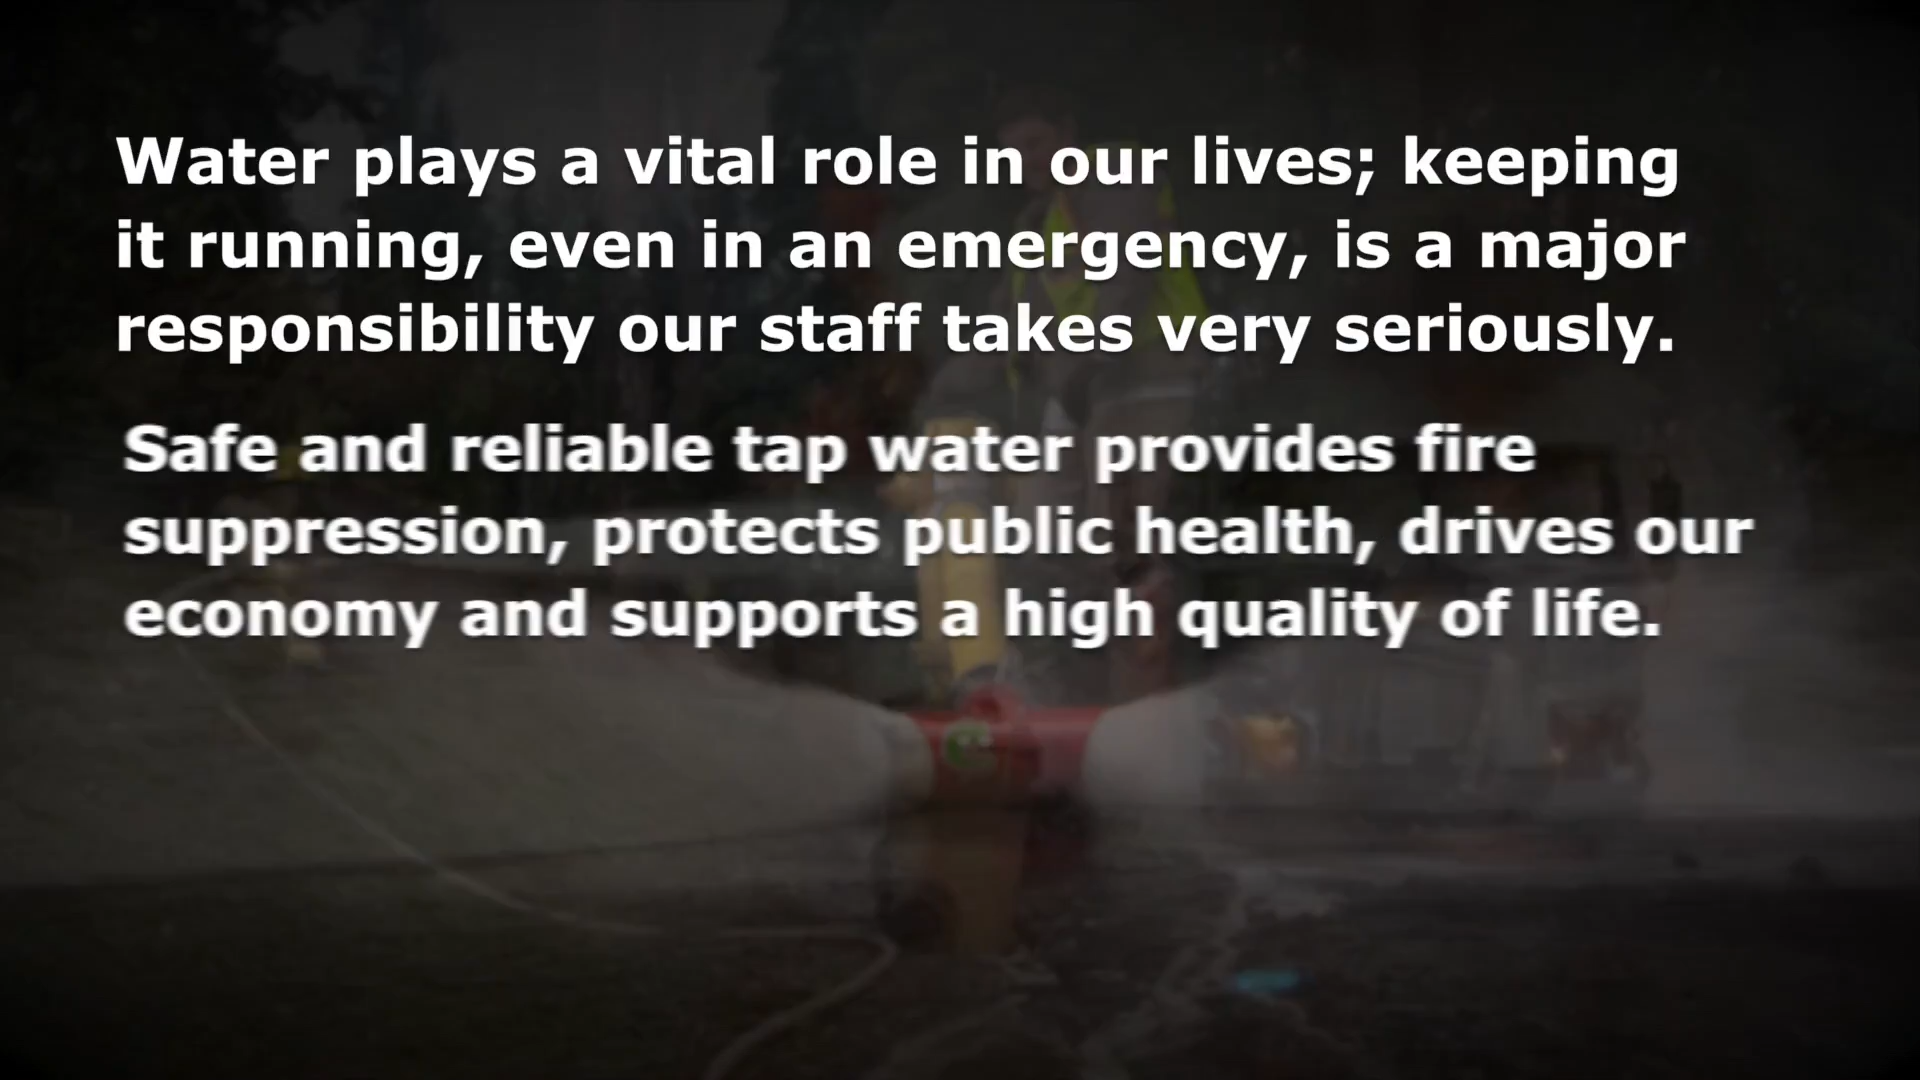 Water plays a vital role in our lives; keeping
it running, even in an emergency, is a major
responsibility our staff takes very seriously.
Safe and reliable tap water provides fire
suppression, protects public health, drives our
economy and supports a high quality of life.